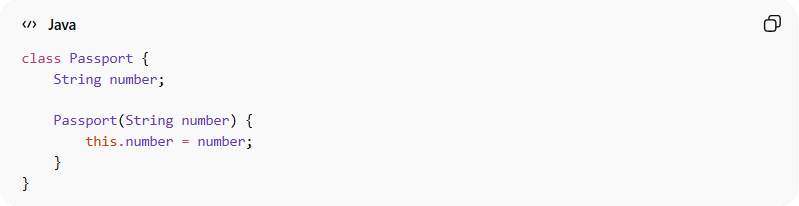 </> Java
class Passport {
    String number;

    Passport(String number) {
        this.number = number;
    }
}